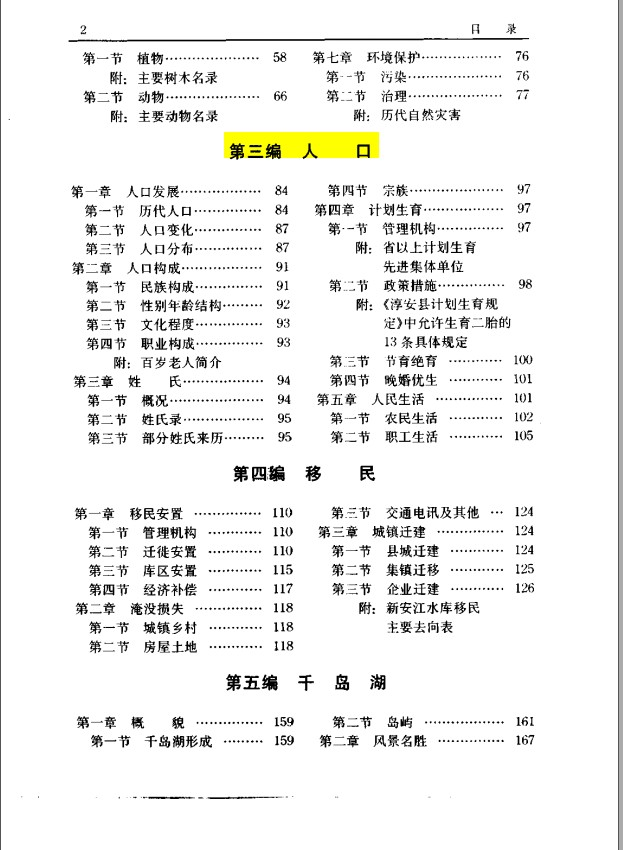 2 目 录
第一节 植物………………… 58
附：主要树木名录
第二节 动物………………… 66
附：主要动物名录
第七章 环境保护……………… 76
第一节 污染………………… 76
第二节 治理………………… 77
附：历代自然灾害
第三编 人 口
第一章 人口发展……………… 84
第一节 历代人口…………… 84
第二节 人口变化…………… 87
第三节 人口分布…………… 87
第二章 人口构成……………… 91
第一节 民族构成…………… 91
第二节 性别年龄结构……… 92
第三节 文化程度…………… 93
第四节 职业构成…………… 93
附：百岁老人简介
第三章 姓 氏……………… 94
第一节 概况………………… 94
第二节 姓氏录……………… 95
第三节 部分姓氏来历……… 95
第四节 宗族………………… 97
第四章 计划生育……………… 97
第一节 管理机构…………… 97
附：省以上计划生育
先进集体单位
第二节 政策措施…………… 98
附：《淳安县计划生育规
定》中允许生育二胎的
13 条具体规定
第三节 节育绝育 ………… 100
第四节 晚婚优生 ………… 101
第五章 人民生活 …………… 101
第一节 农民生活 ………… 102
第二节 职工生活 ………… 105
第四编 移 民
第一章 移民安置 …………… 110
第一节 管理机构 ………… 110
第二节 迁徙安置 ………… 110
第三节 库区安置 ………… 115
第四节 经济补偿 ………… 117
第二章 淹没损失 …………… 118
第一节 城镇乡村 ………… 118
第二节 房屋土地 ………… 118
第三节 交通电讯及其他 … 124
第三章 城镇迁建 …………… 124
第一节 县城迁建 ………… 124
第二节 集镇迁移 ………… 125
第三节 企业迁建 ………… 126
附：新安江水库移民
主要去向表
第五编 千 岛 湖
第一章 概 貌 …………… 159
第一节 千岛湖形成 ……… 159
第二节 岛屿 ……………… 161
第二章 风景名胜 …………… 167